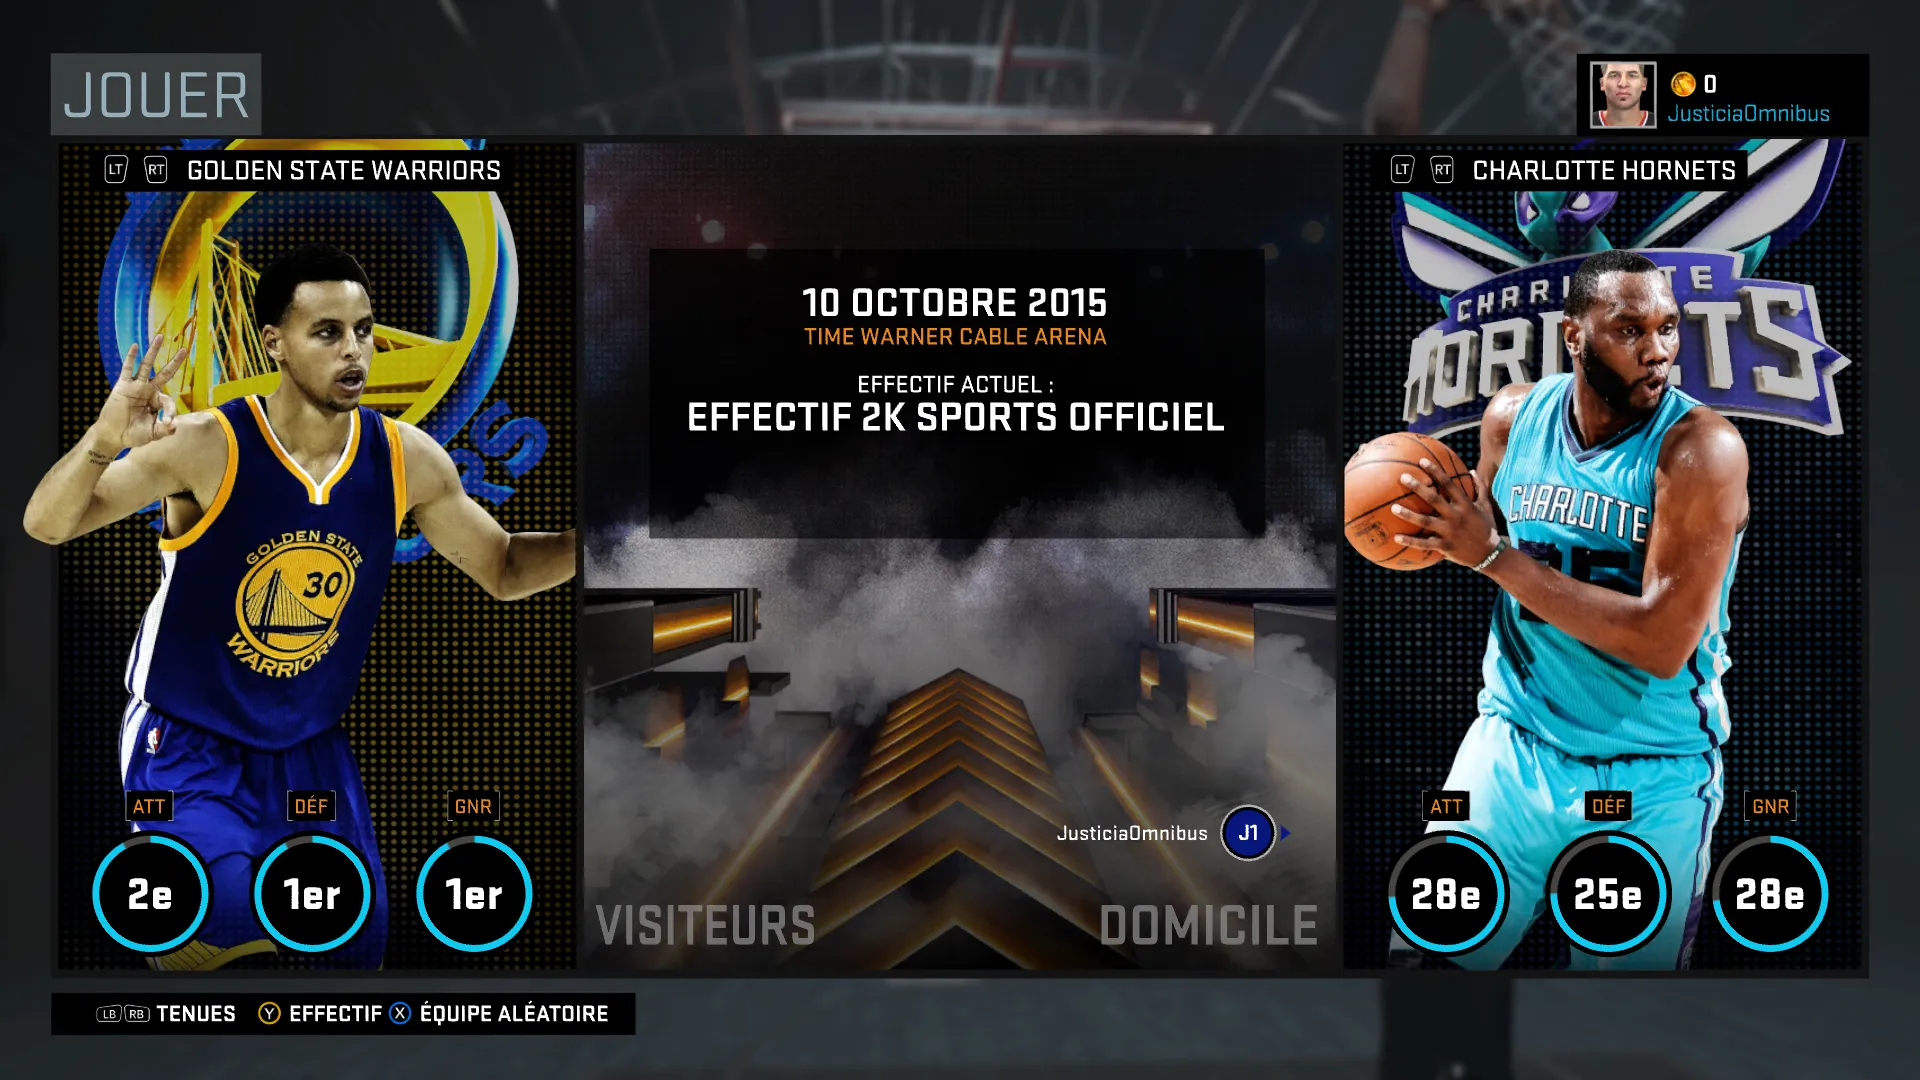 JOUER
0
JusticiaOmnibus
LT RT GOLDEN STATE WARRIORS
LT RT CHARLOTTE HORNETS
10 OCTOBRE 2015
TIME WARNER CABLE ARENA
EFFECTIF ACTUEL :
EFFECTIF 2K SPORTS OFFICIEL
GOLDEN STATE
30
WARRIORS
HORNETS
CHARLOTTE
ATT DÉF GNR
2e 1er 1er
JusticiaOmnibus J1
VISITEURS DOMICILE
ATT DÉF GNR
28e 25e 28e
LB RB TENUES Y EFFECTIF X ÉQUIPE ALÉATOIRE